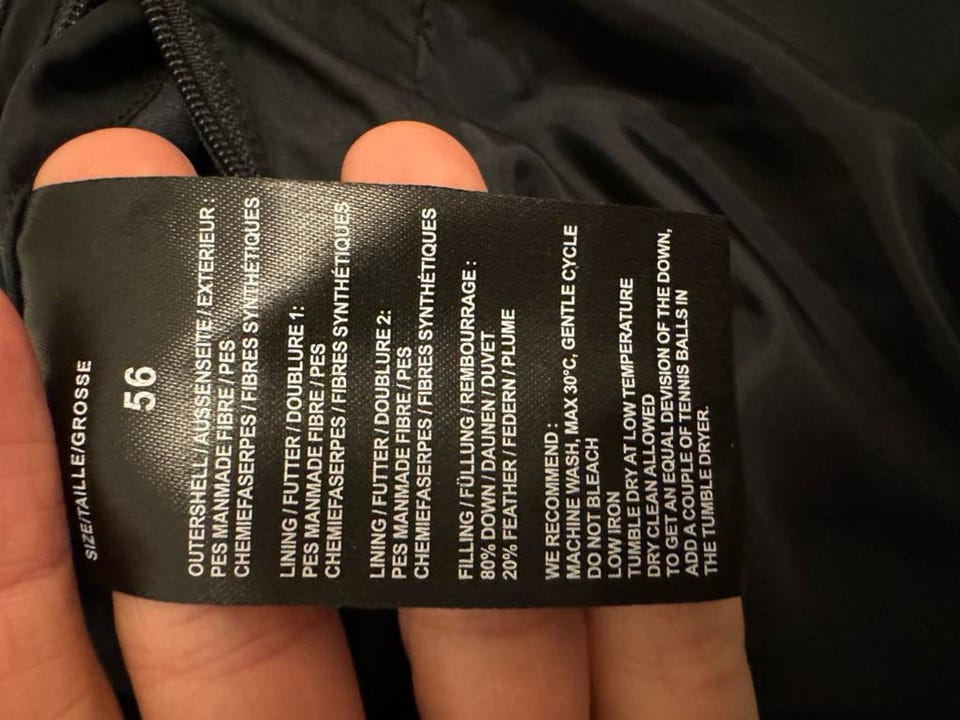 SIZE/TAILLE/GROSSE
56
OUTERSHELL / AUSSENSEITE / EXTERIEUR :
PES MANMADE FIBRE / PES
CHEMIEFASERPES / FIBRES SYNTHÉTIQUES
LINING / FUTTER / DOUBLURE 1:
PES MANMADE FIBRE / PES
CHEMIEFASERPES / FIBRES SYNTHÉTIQUES
LINING / FUTTER / DOUBLURE 2:
PES MANMADE FIBRE / PES
CHEMIEFASERPES / FIBRES SYNTHÉTIQUES
FILLING / FÜLLUNG / REMBOURRAGE :
80% DOWN / DAUNEN / DUVET
20% FEATHER / FEDERN / PLUME
WE RECOMMEND :
MACHINE WASH, MAX 30°C, GENTLE CYCLE
DO NOT BLEACH
LOW IRON
TUMBLE DRY AT LOW TEMPERATURE
DRY CLEAN ALLOWED
TO GET AN EQUAL DEVISION OF THE DOWN,
ADD A COUPLE OF TENNIS BALLS IN
THE TUMBLE DRYER.